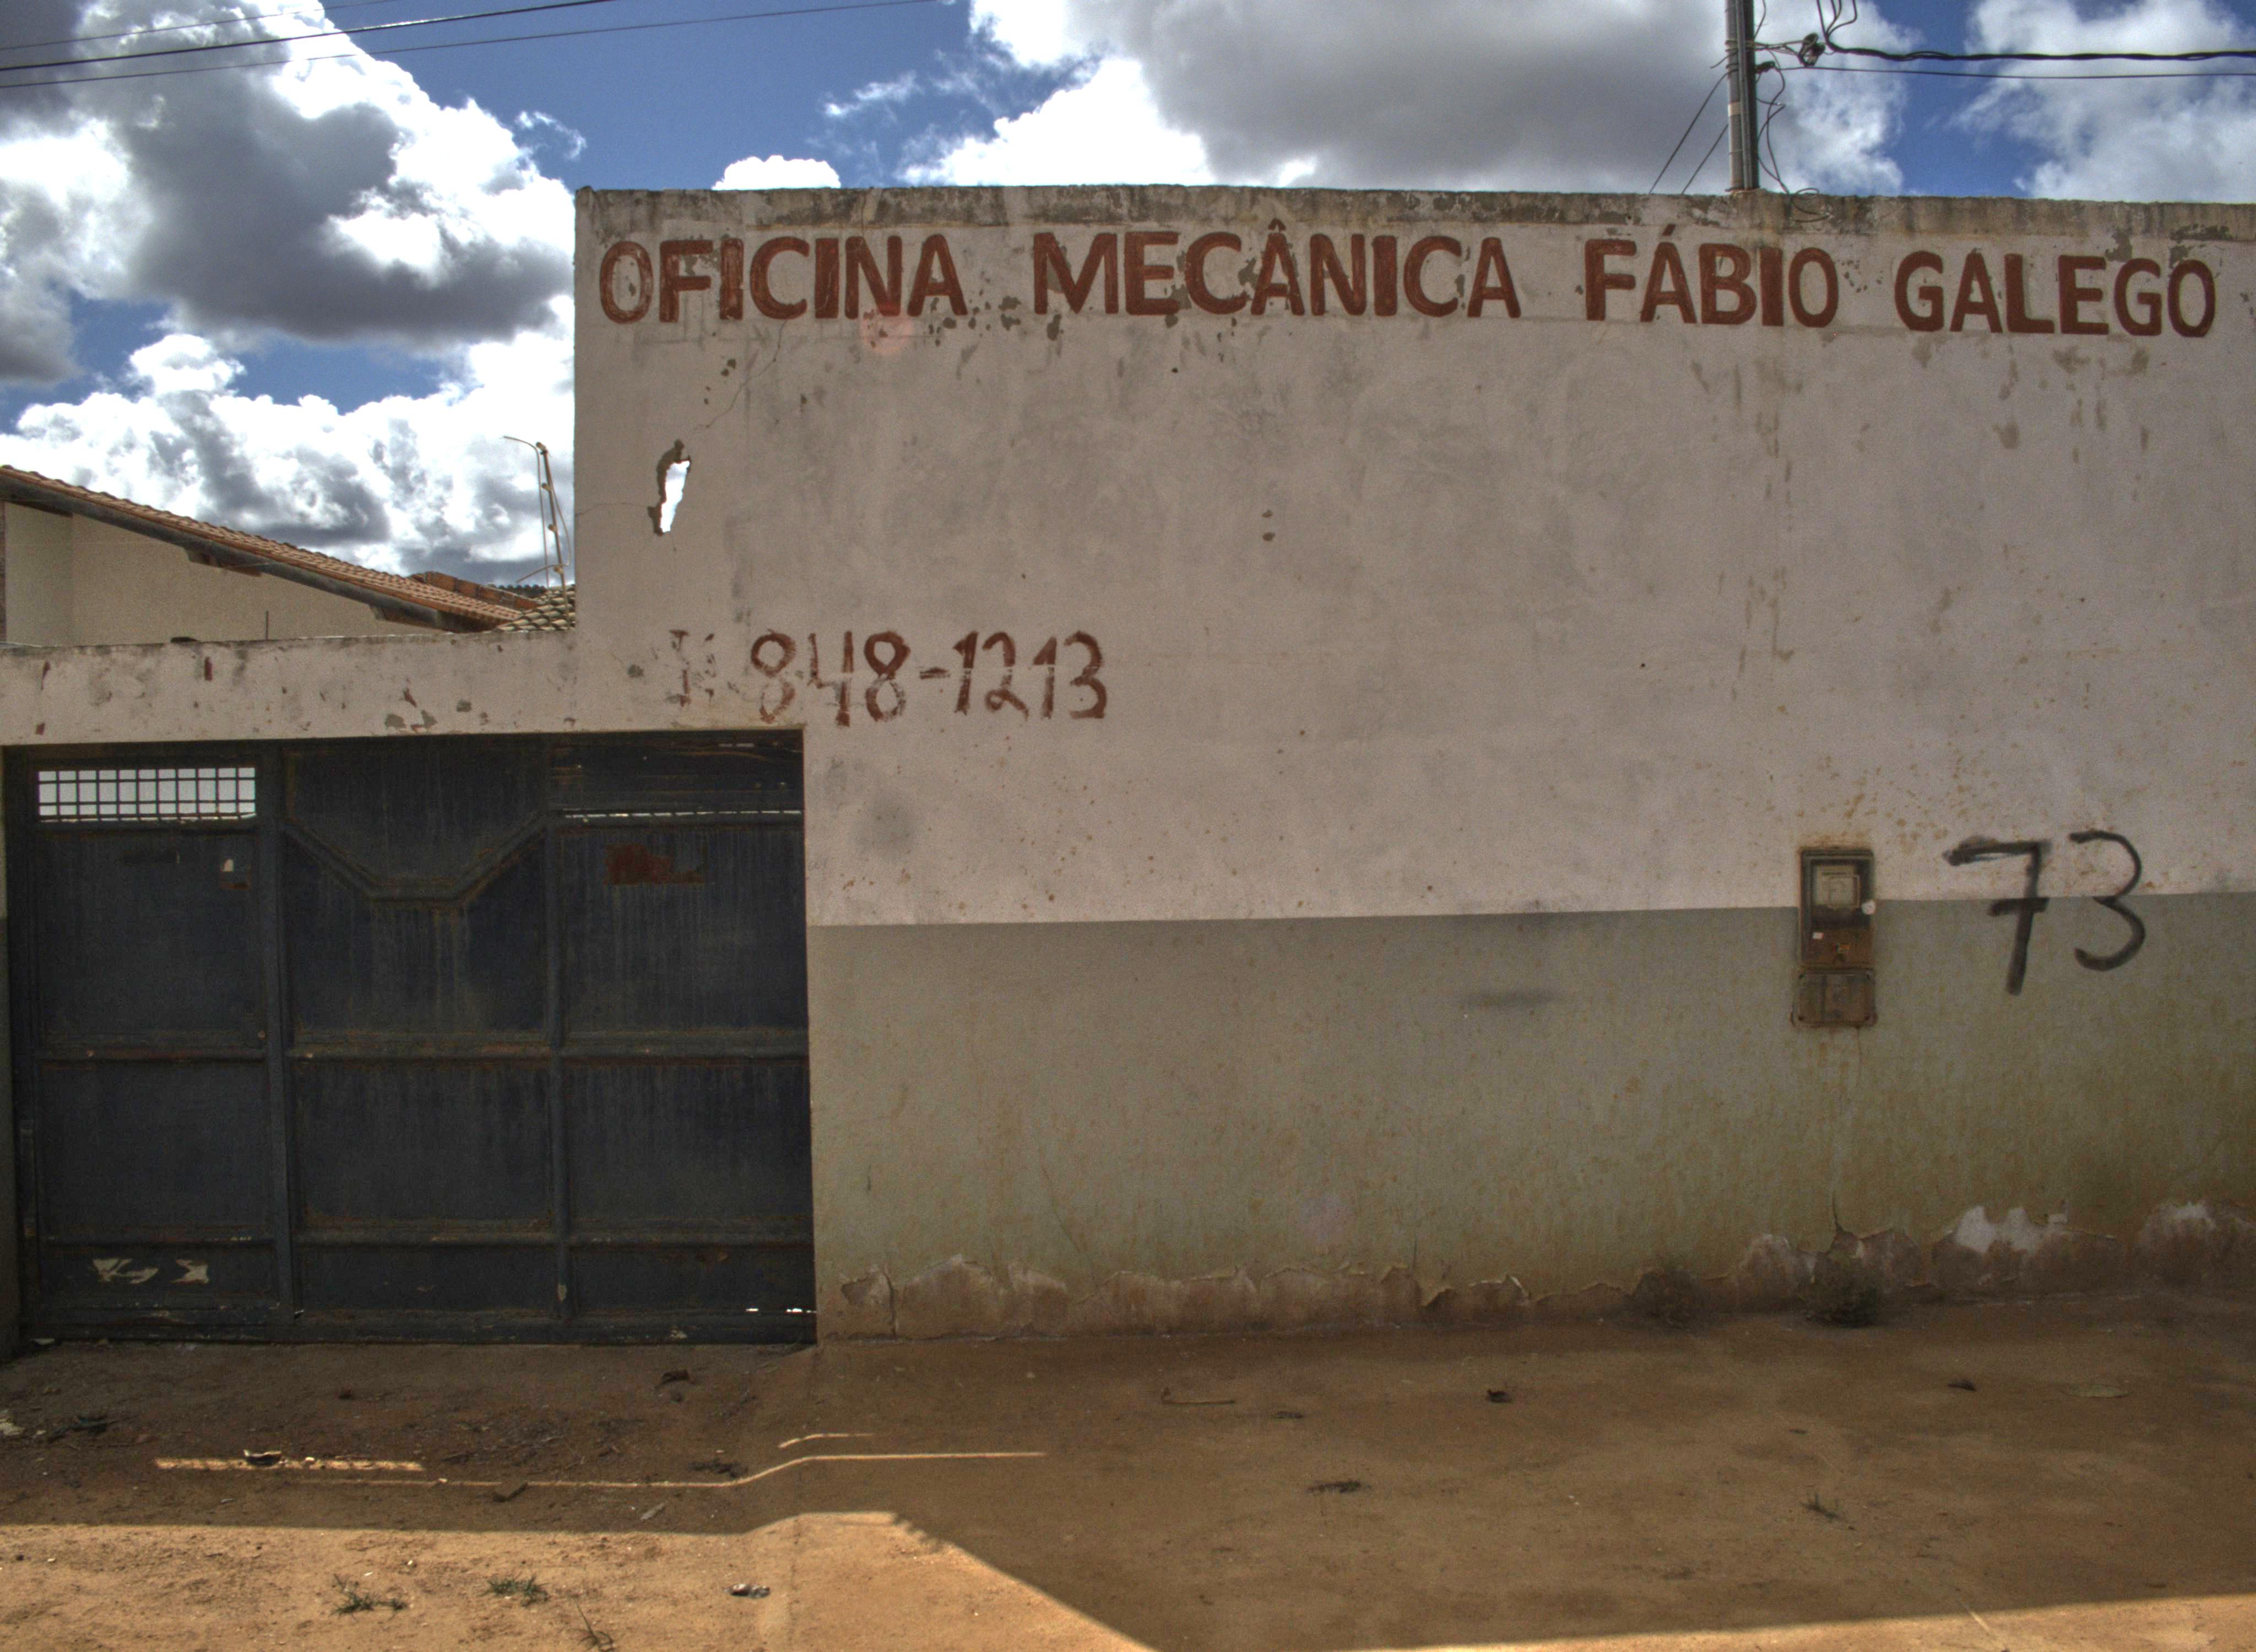 OFICINA MECÂNICA FÁBIO GALEGO
848-1213
73